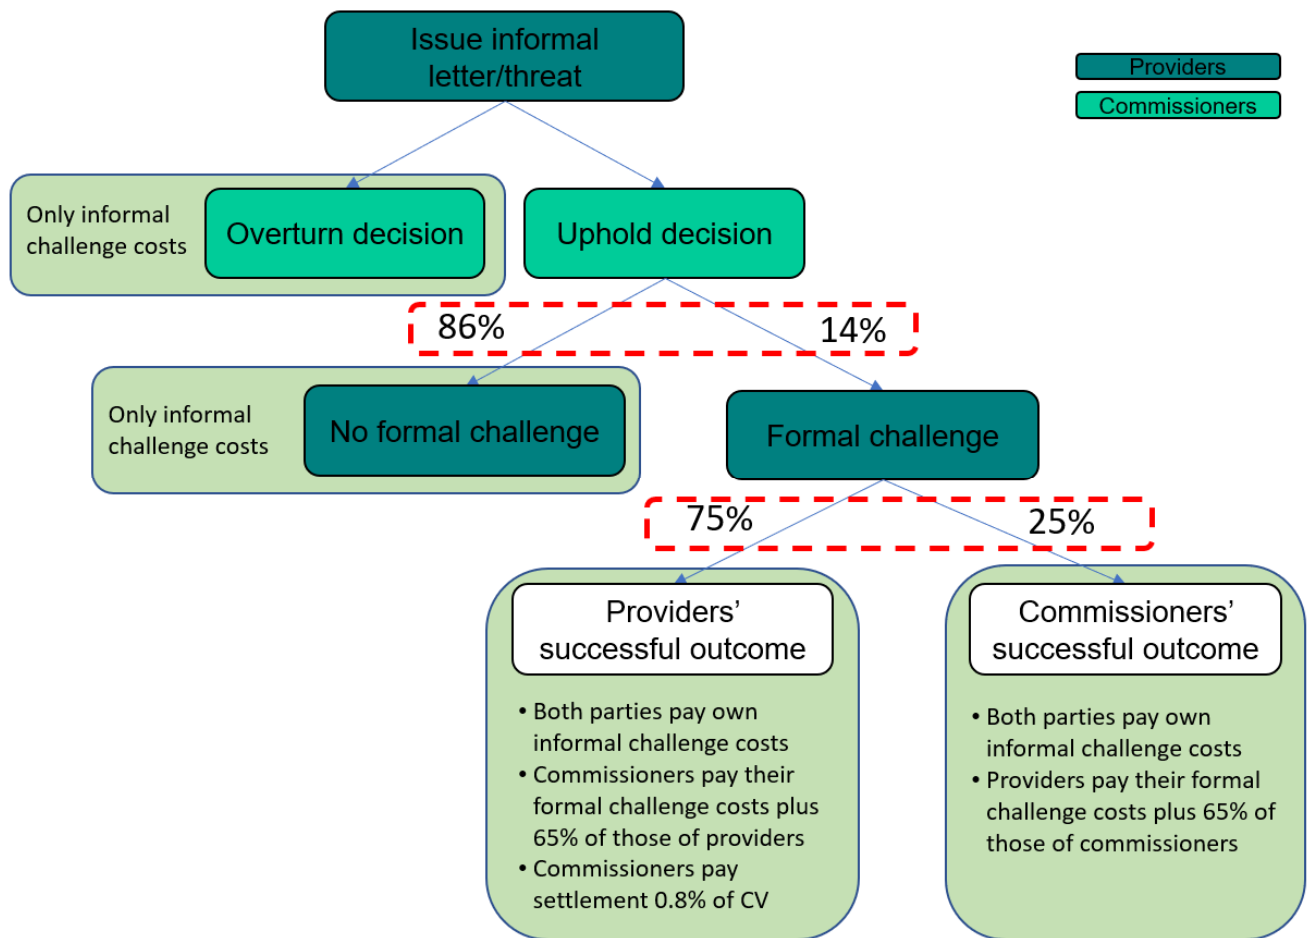 Issue informal
letter/threat
Providers
Commissioners
Only informal
challenge costs
Overturn decision
Uphold decision
86%
14%
Only informal
challenge costs
No formal challenge
Formal challenge
75%
25%
Providers’
successful outcome
• Both parties pay own
informal challenge costs
• Commissioners pay their
formal challenge costs plus
65% of those of providers
• Commissioners pay
settlement 0.8% of CV
Commissioners’
successful outcome
• Both parties pay own
informal challenge costs
• Providers pay their formal
challenge costs plus 65% of
those of commissioners